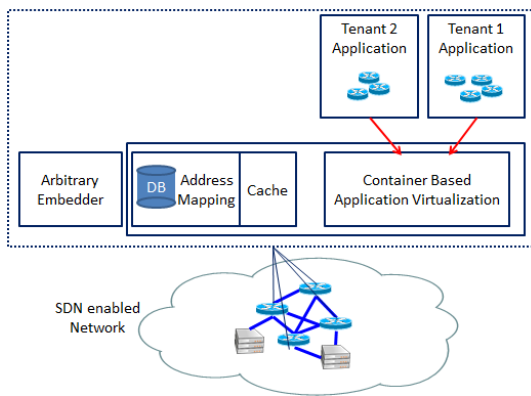 Tenant 2
Application
Tenant 1
Application
Arbitrary
Embedder
DB
Address
Mapping
Cache
Container Based
Application Virtualization
SDN enabled
Network